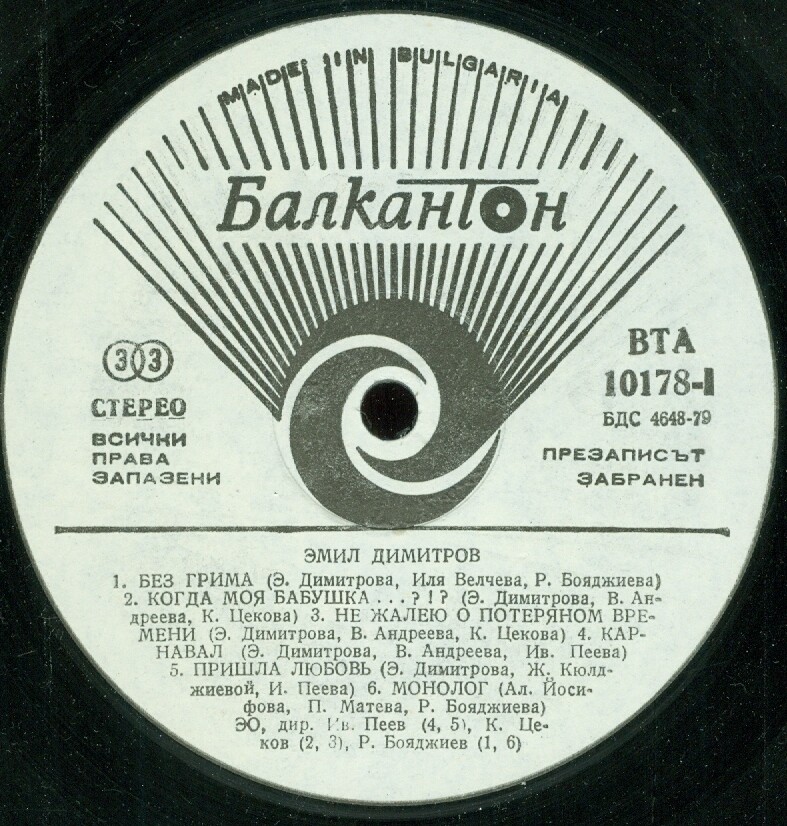 MADE IN BULGARIA
Балкантон
33
СТЕРЕО
ВСИЧКИ
ПРАВА
ЗАПАЗЕНИ
ВТА
10178-I
БДС 4648-79
ПРЕЗАПИСЪТ
ЗАБРАНЕН
ЭМИЛ ДИМИТРОВ
1. БЕЗ ГРИМА (Э. Димитрова, Иля Велчева, Р. Бояджиева)
2. КОГДА МОЯ БАБУШКА...?!? (Э. Димитрова, В. Ан-
дреева, К. Цекова) 3. НЕ ЖАЛЕЮ О ПОТЕРЯНОМ ВРЕ-
МЕНИ (Э. Димитрова, В. Андреева, К. Цекова) 4. КАР-
НАВАЛ (Э. Димитрова, В. Андреева, Ив. Пеева)
5. ПРИШЛА ЛЮБОВЬ (Э. Димитрова, Ж. Кюлд-
жиевой, И. Пеева) 6. МОНОЛОГ (Ал. Йоси-
фова, П. Матева, Р. Бояджиева)
ЭО, дир. Ив. Пеев (4, 5), К. Це-
ков (2, 3), Р. Бояджиев (1, 6)